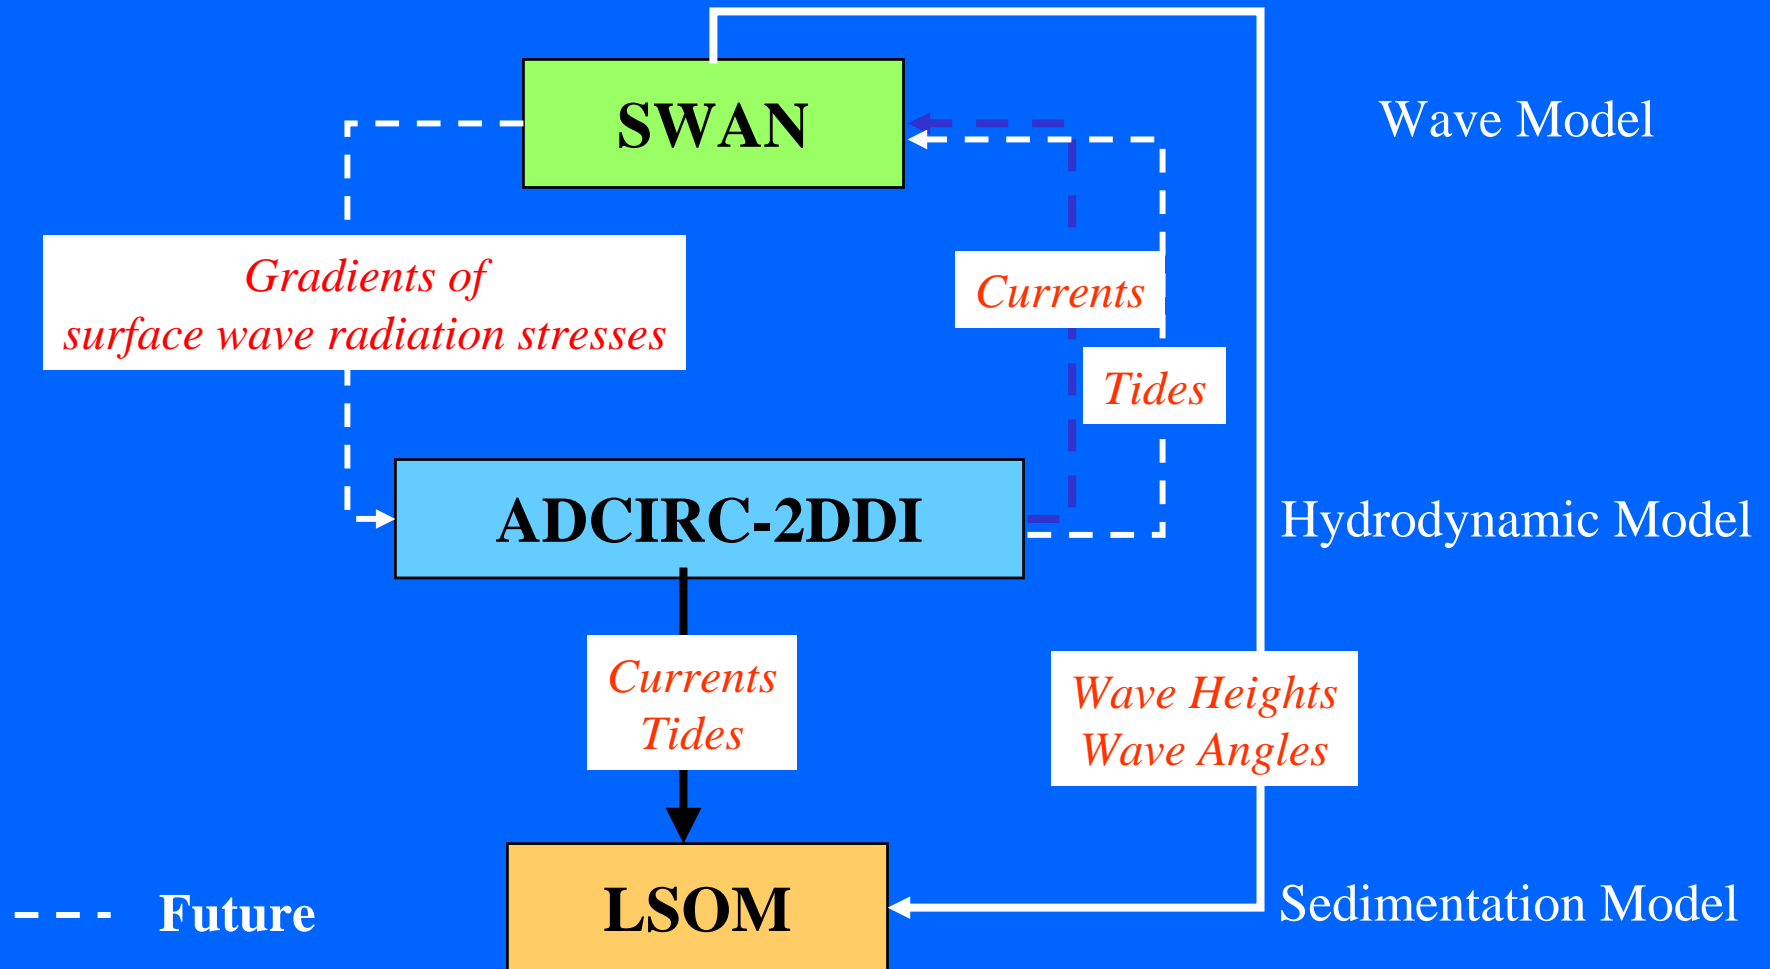 SWAN
Wave Model
Gradients of
surface wave radiation stresses
Currents
Tides
ADCIRC-2DDI
Hydrodynamic Model
Currents
Tides
Wave Heights
Wave Angles
LSOM
Sedimentation Model
Future